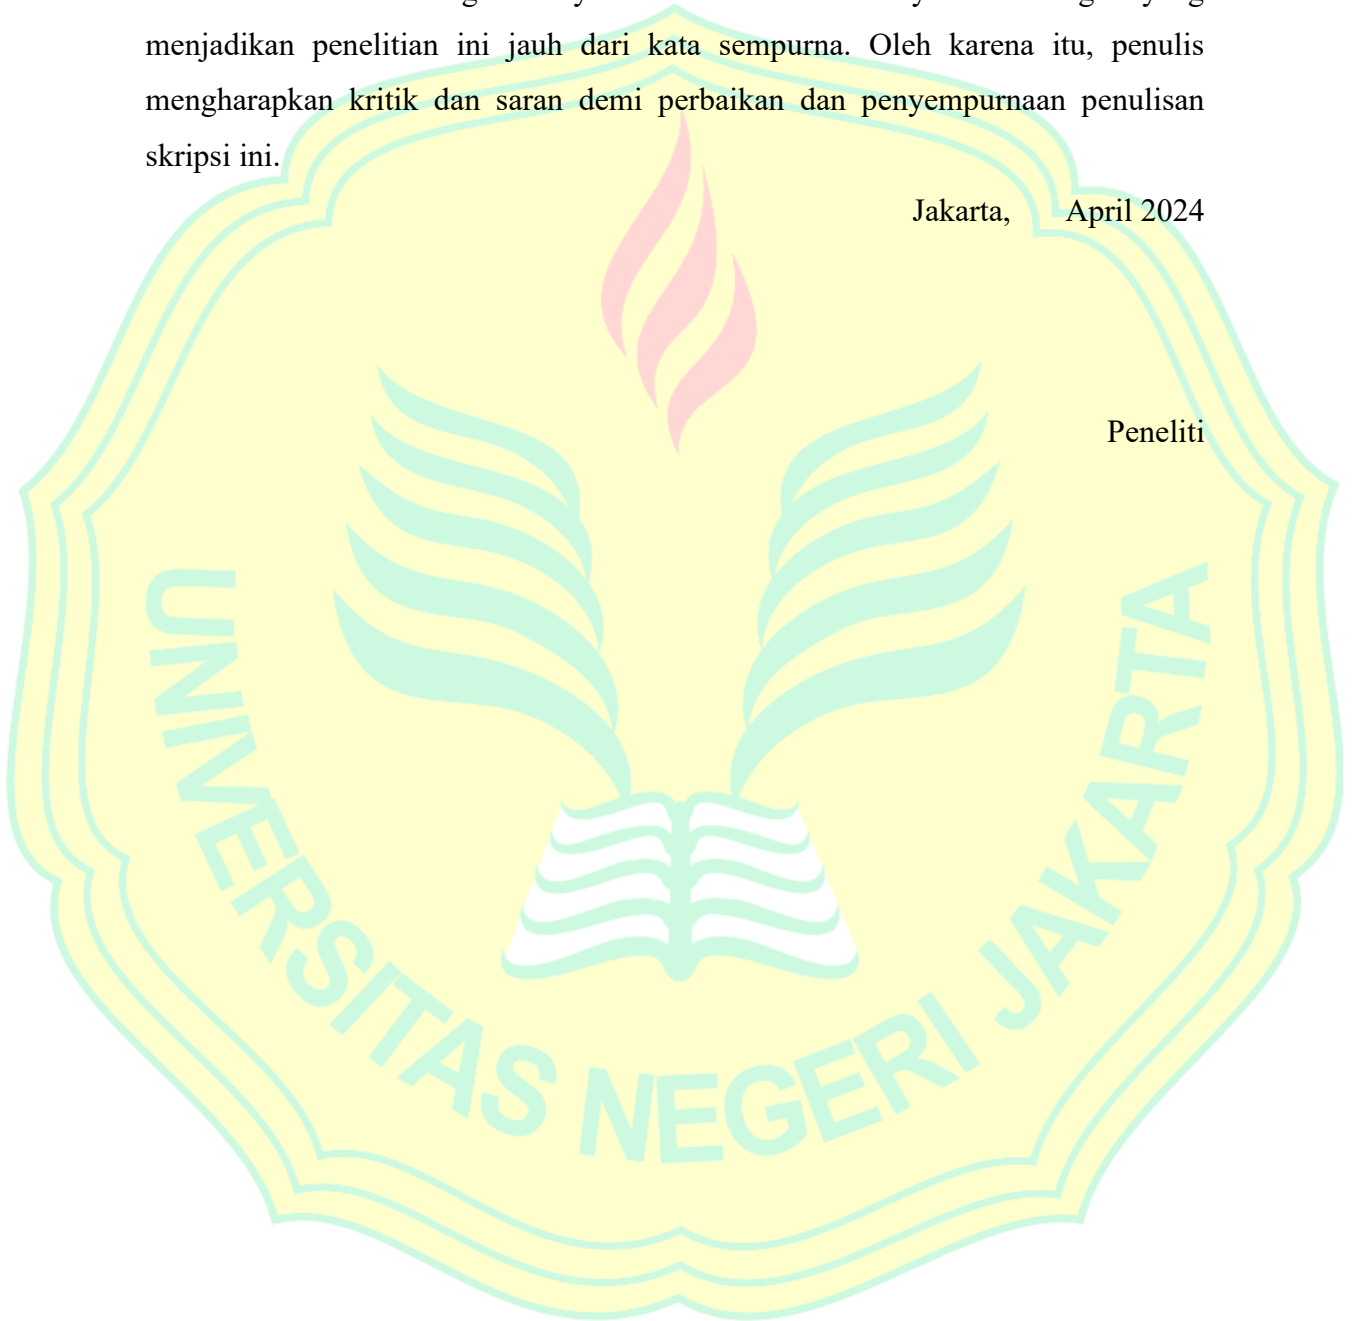 menjadikan penelitian ini jauh dari kata sempurna. Oleh karena itu, penulis
mengharapkan kritik dan saran demi perbaikan dan penyempurnaan penulisan
skripsi ini.
Jakarta, April 2024
Peneliti
UNIVERSITAS NEGERI JAKARTA